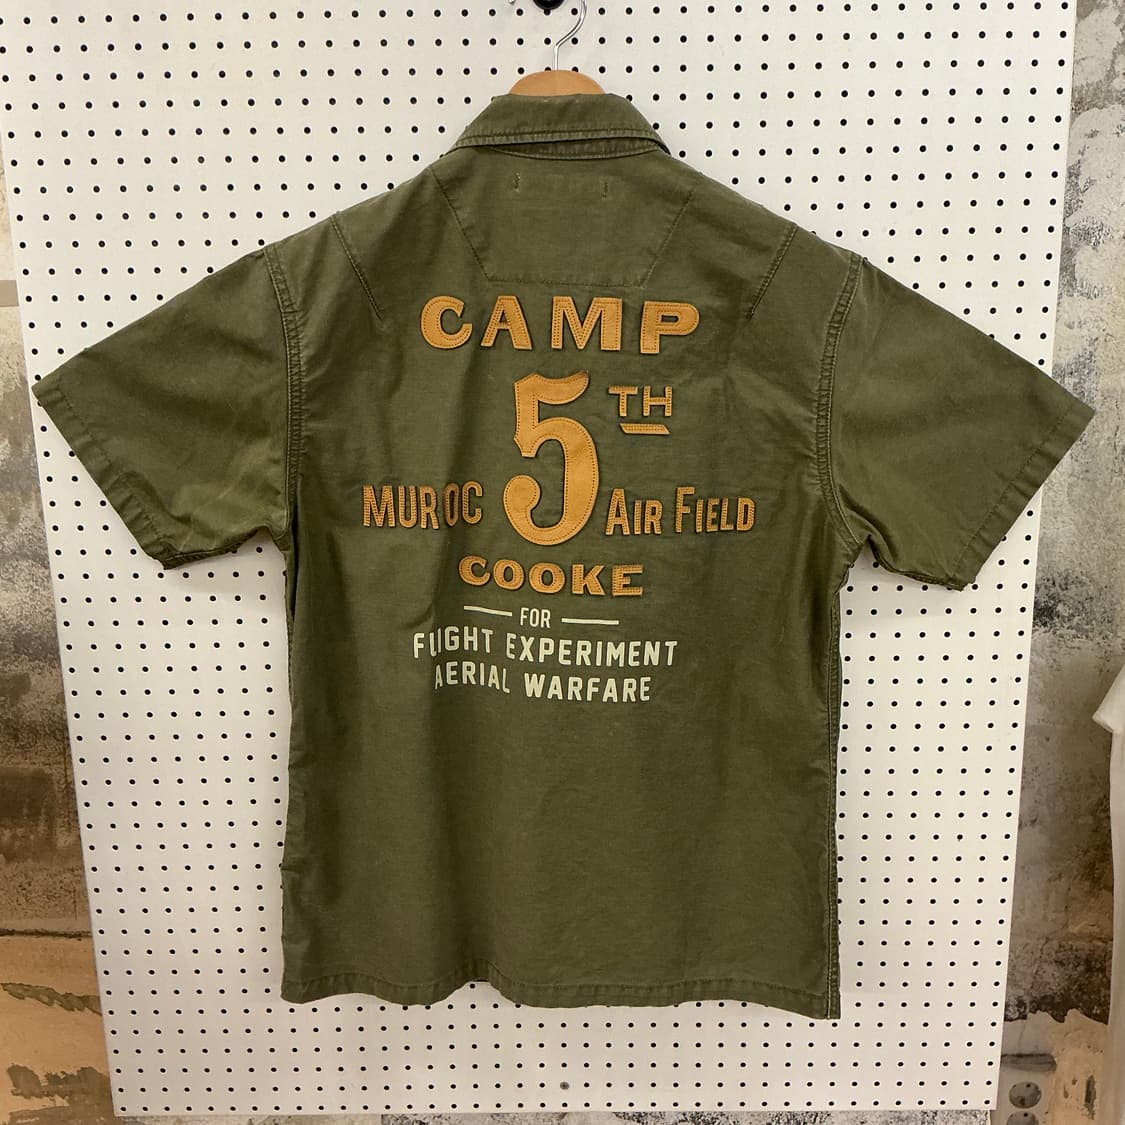 CAMP
5TH
MUROC AIR FIELD
COOKE
FOR
FLIGHT EXPERIMENT
AERIAL WARFARE